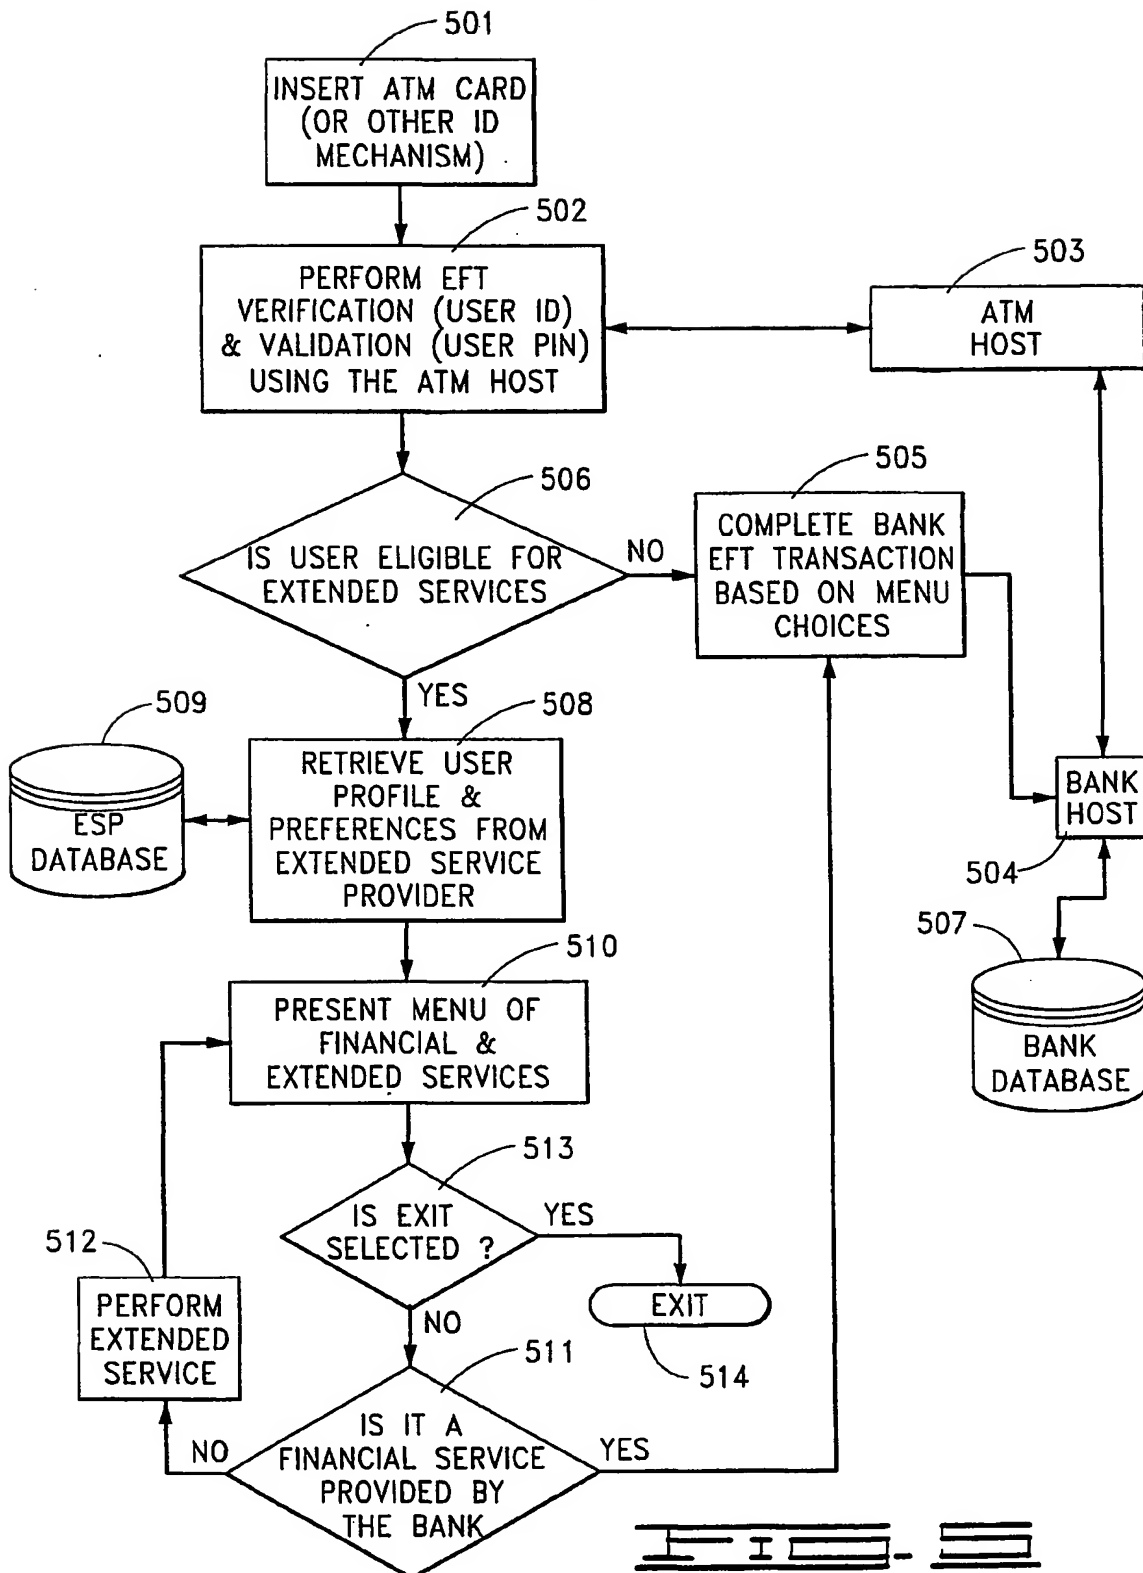 501
INSERT ATM CARD
(OR OTHER ID
MECHANISM)
502
PERFORM EFT
VERIFICATION (USER ID)
& VALIDATION (USER PIN)
USING THE ATM HOST
503
ATM
HOST
506
IS USER ELIGIBLE FOR
EXTENDED SERVICES
NO
505
COMPLETE BANK
EFT TRANSACTION
BASED ON MENU
CHOICES
YES
509
ESP
DATABASE
508
RETRIEVE USER
PROFILE &
PREFERENCES FROM
EXTENDED SERVICE
PROVIDER
BANK
HOST
504
507
BANK
DATABASE
510
PRESENT MENU OF
FINANCIAL &
EXTENDED SERVICES
513
IS EXIT
SELECTED ?
YES
EXIT
514
NO
512
PERFORM
EXTENDED
SERVICE
511
IS IT A
FINANCIAL SERVICE
PROVIDED BY
THE BANK
NO
YES